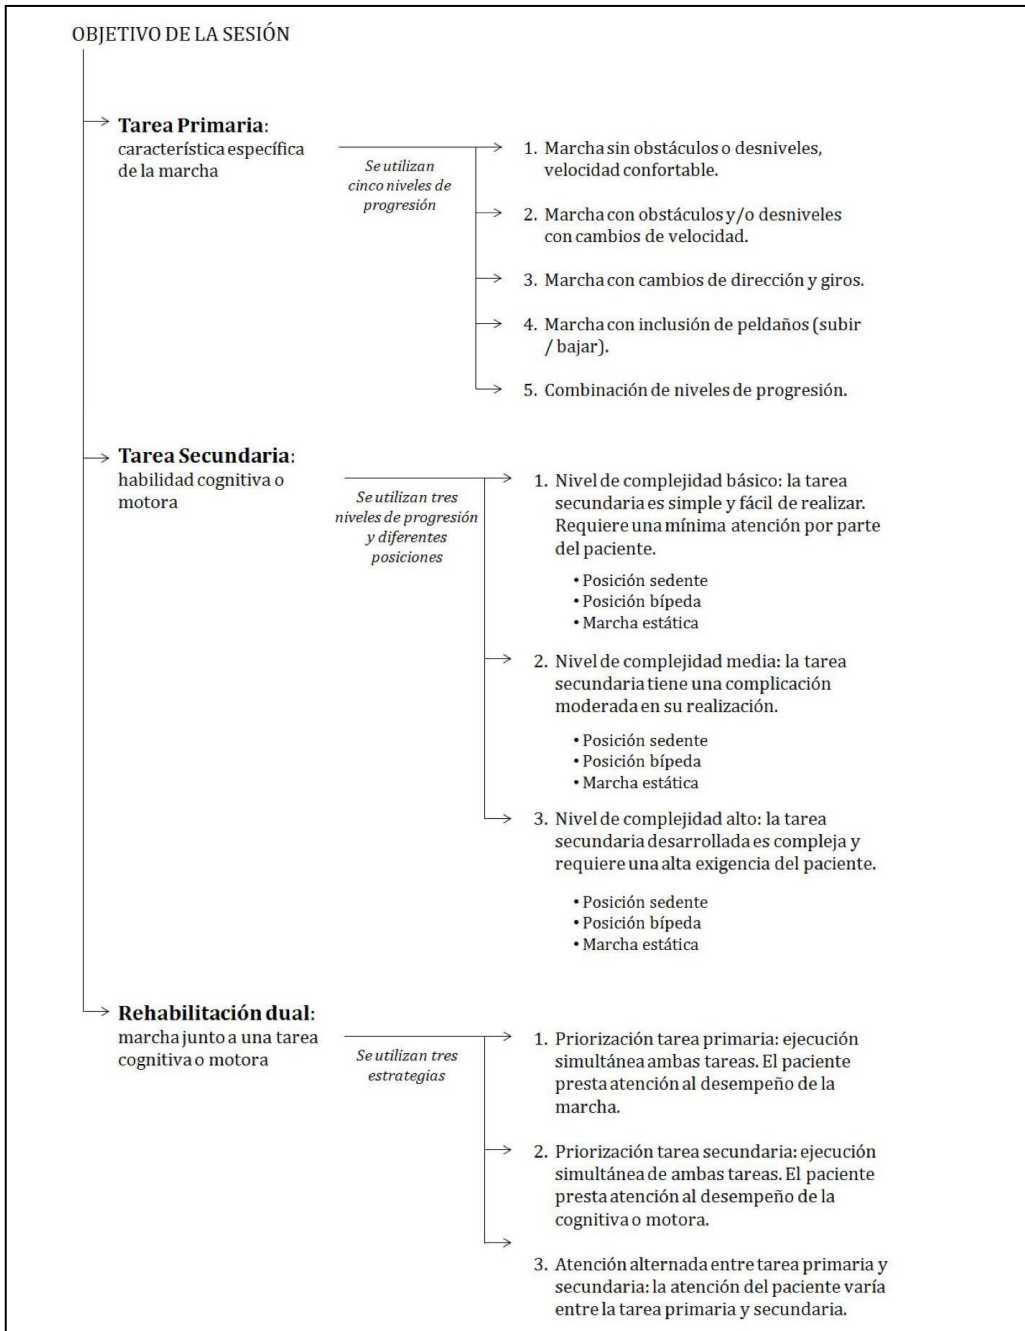 OBJETIVO DE LA SESIÓN
Tarea Primaria:
característica específica
de la marcha
Se utilizan
cinco niveles de
progresión
1. Marcha sin obstáculos o desniveles,
velocidad confortable.
2. Marcha con obstáculos y/o desniveles
con cambios de velocidad.
3. Marcha con cambios de dirección y giros.
4. Marcha con inclusión de peldaños (subir
/ bajar).
5. Combinación de niveles de progresión.
Tarea Secundaria:
habilidad cognitiva o
motora
Se utilizan tres
niveles de progresión
y diferentes
posiciones
1. Nivel de complejidad básico: la tarea
secundaria es simple y fácil de realizar.
Requiere una mínima atención por parte
del paciente.
• Posición sedente
• Posición bípeda
• Marcha estática
2. Nivel de complejidad media: la tarea
secundaria tiene una complicación
moderada en su realización.
• Posición sedente
• Posición bípeda
• Marcha estática
3. Nivel de complejidad alto: la tarea
secundaria desarrollada es compleja y
requiere una alta exigencia del paciente.
• Posición sedente
• Posición bípeda
• Marcha estática
Rehabilitación dual:
marcha junto a una tarea
cognitiva o motora
Se utilizan tres
estrategias
1. Priorización tarea primaria: ejecución
simultánea ambas tareas. El paciente
presta atención al desempeño de la
marcha.
2. Priorización tarea secundaria: ejecución
simultánea de ambas tareas. El paciente
presta atención al desempeño de la
cognitiva o motora.
3. Atención alternada entre tarea primaria y
secundaria: la atención del paciente varía
entre la tarea primaria y secundaria.